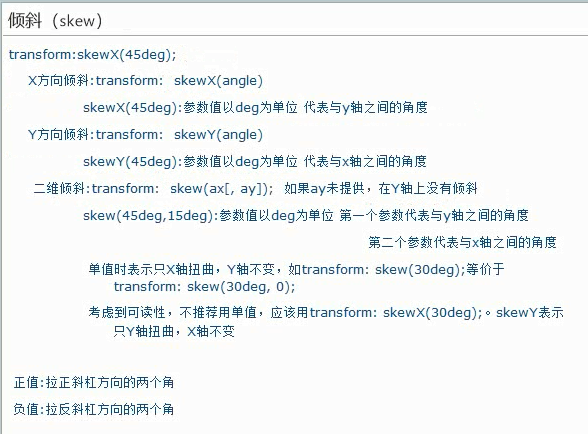 倾斜（skew）
transform:skewX(45deg);
X方向倾斜:transform: skewX(angle)
skewX(45deg):参数值以deg为单位 代表与y轴之间的角度
Y方向倾斜:transform: skewY(angle)
skewY(45deg):参数值以deg为单位 代表与x轴之间的角度
二维倾斜:transform: skew(ax[, ay]); 如果ay未提供，在Y轴上没有倾斜
skew(45deg,15deg):参数值以deg为单位 第一个参数代表与y轴之间的角度
第二个参数代表与x轴之间的角度
单值时表示只X轴扭曲，Y轴不变，如transform: skew(30deg);等价于
transform: skew(30deg, 0);
考虑到可读性，不推荐用单值，应该用transform: skewX(30deg);。skewY表示
只Y轴扭曲，X轴不变
正值:拉正斜杠方向的两个角
负值:拉反斜杠方向的两个角